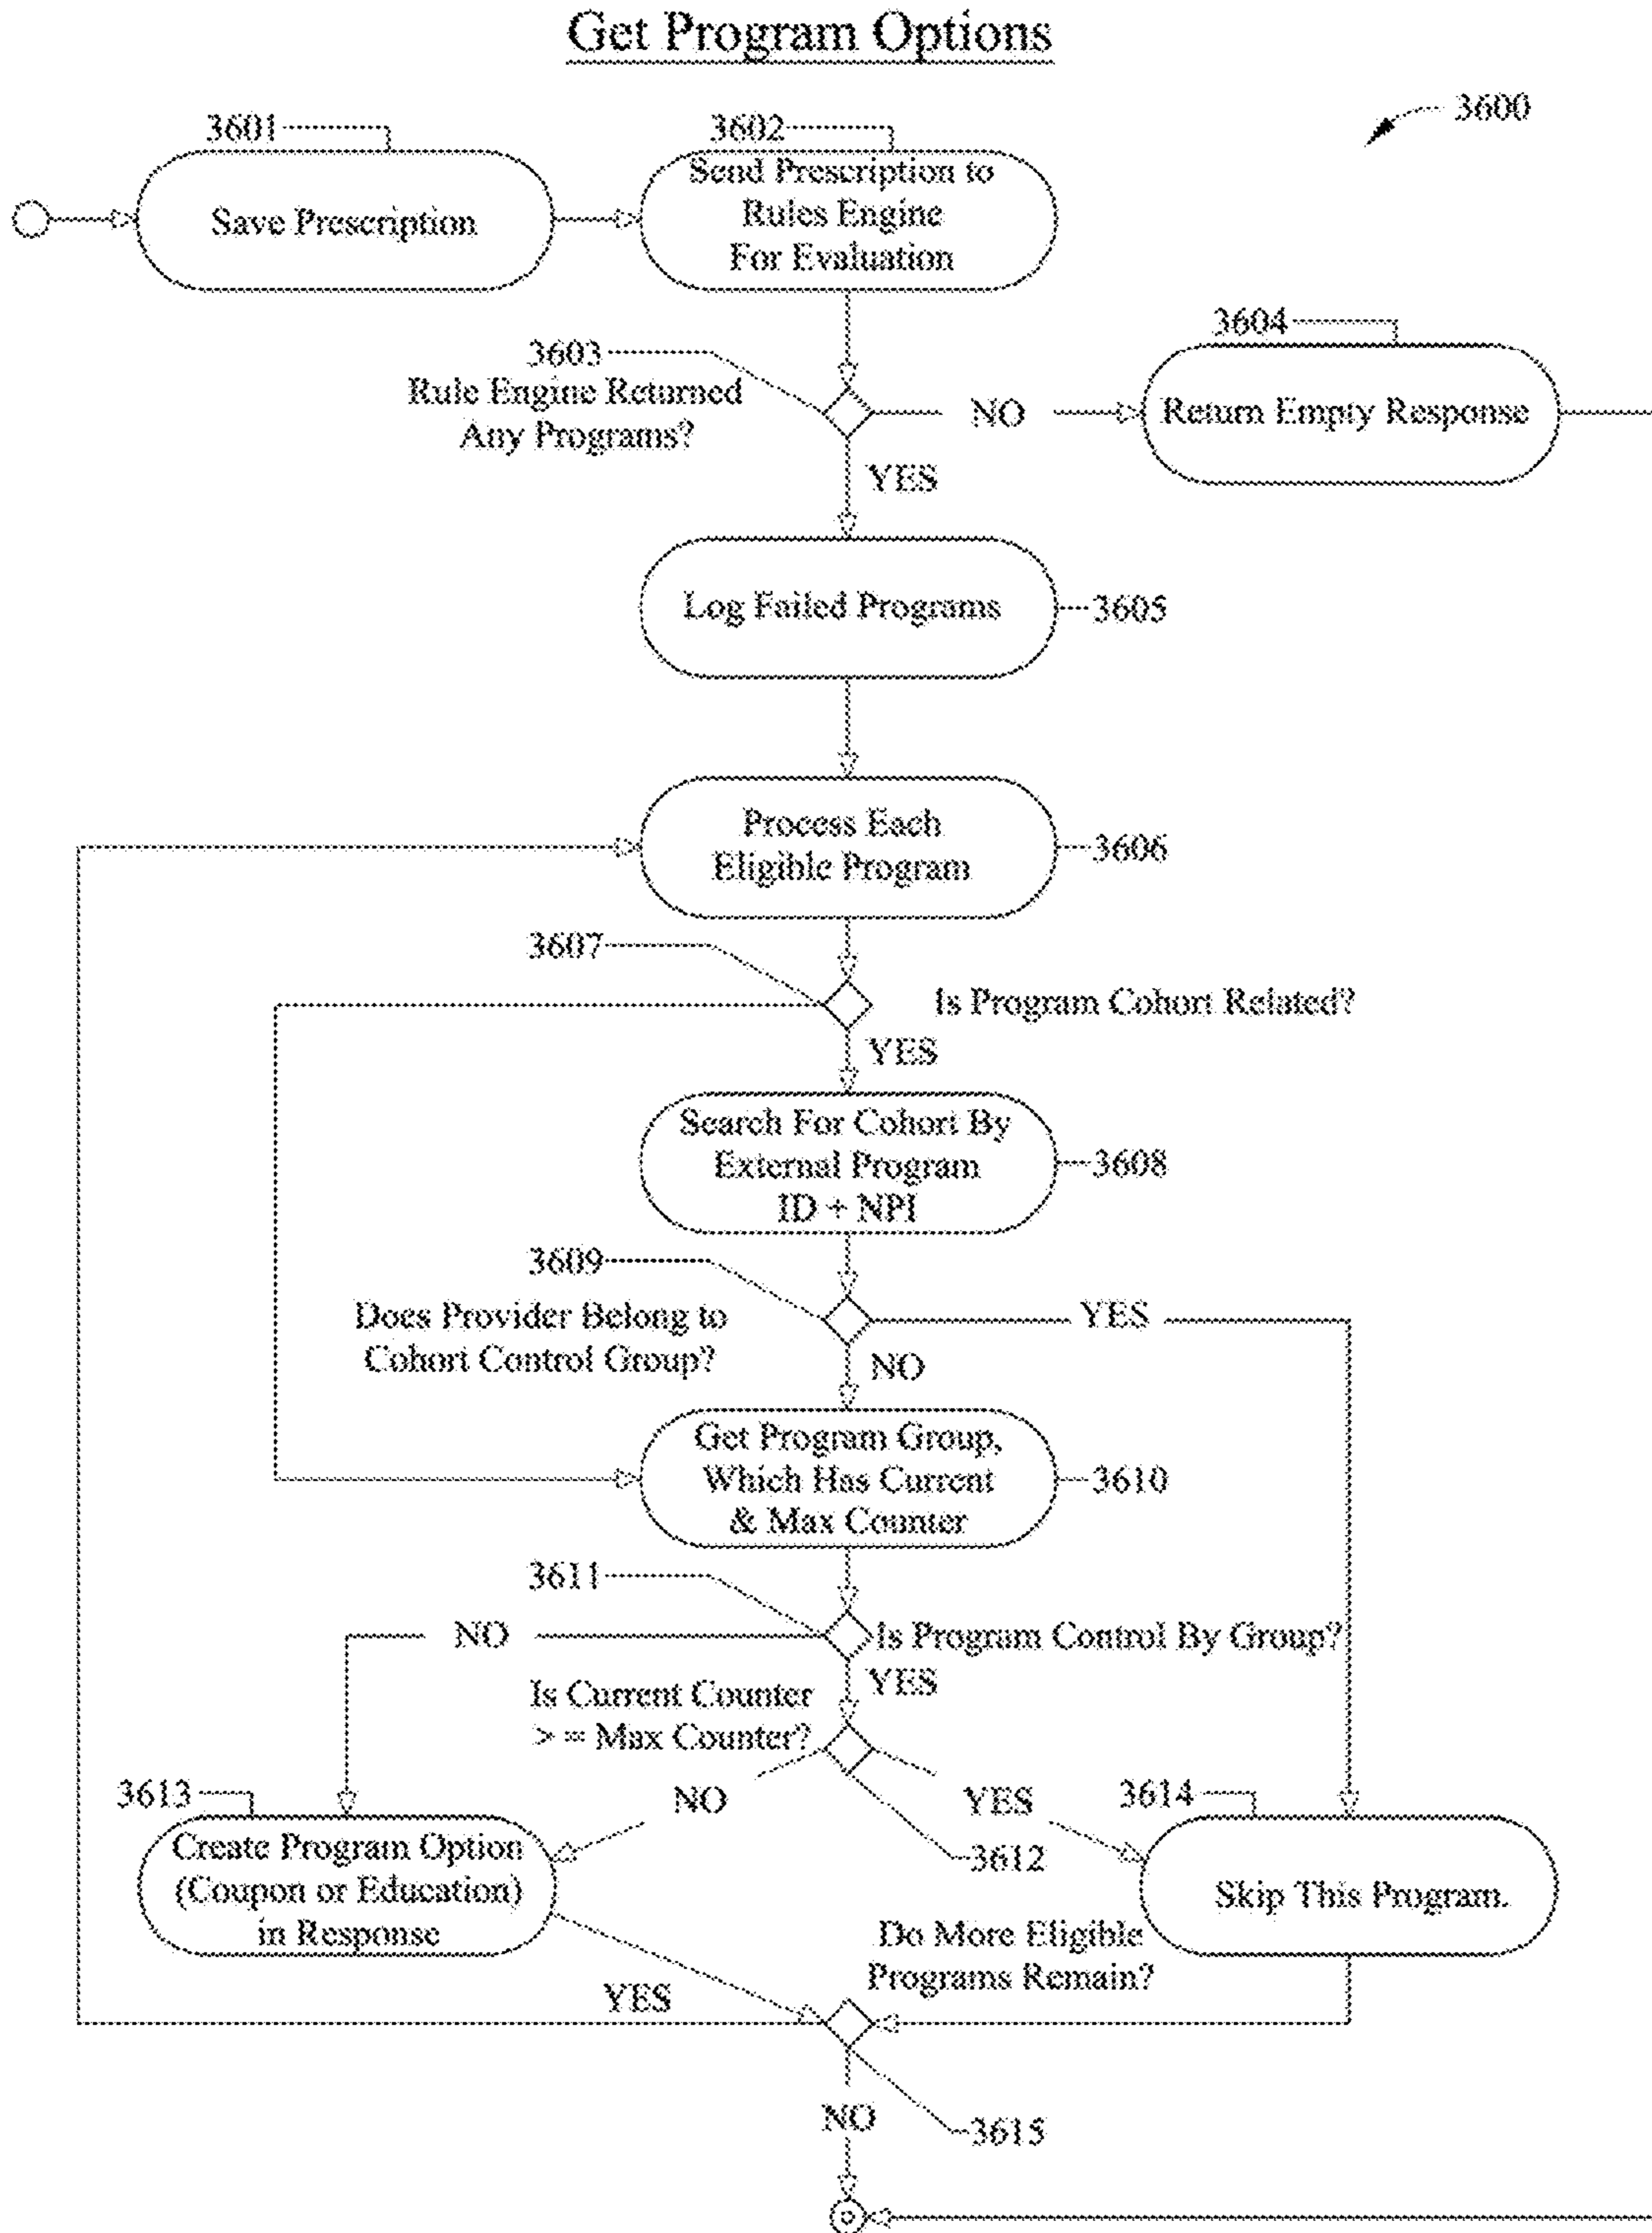 Get Program Options
3600
3601
Save Prescription
3602
Send Prescription to
Rules Engine
For Evaluation
3603
Rule Engine Returned
Any Programs?
NO
3604
Return Empty Response
YES
Log Failed Programs
3605
Process Each
Eligible Program
3606
3607
Is Program Cohort Related?
YES
Search For Cohort By
External Program
ID + NPI
3608
3609
Does Provider Belong to
Cohort Control Group?
YES
NO
Get Program Group,
Which Has Current
& Max Counter
3610
3611
NO
Is Program Control By Group?
YES
Is Current Counter
> = Max Counter?
NO
YES
3612
3613
Create Program Option
(Coupon or Education)
in Response
3614
Skip This Program.
Do More Eligible
Programs Remain?
YES
NO
3615